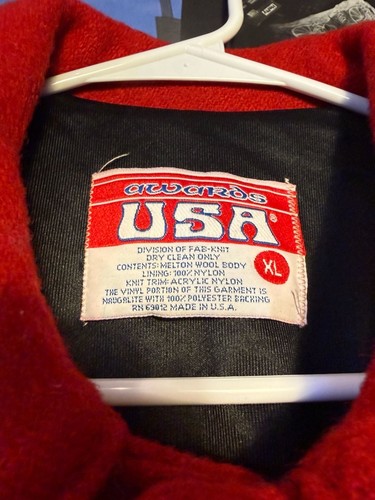 awards
USA®
DIVISION OF FAB-KNIT
DRY CLEAN ONLY
CONTENTS: MELTON WOOL BODY
LINING: 100% NYLON
KNIT TRIM: ACRYLIC NYLON
THE VINYL PORTION OF THIS GARMENT IS
NAUGALITE WITH 100% POLYESTER BACKING
RN 69012 MADE IN U.S.A.
XL